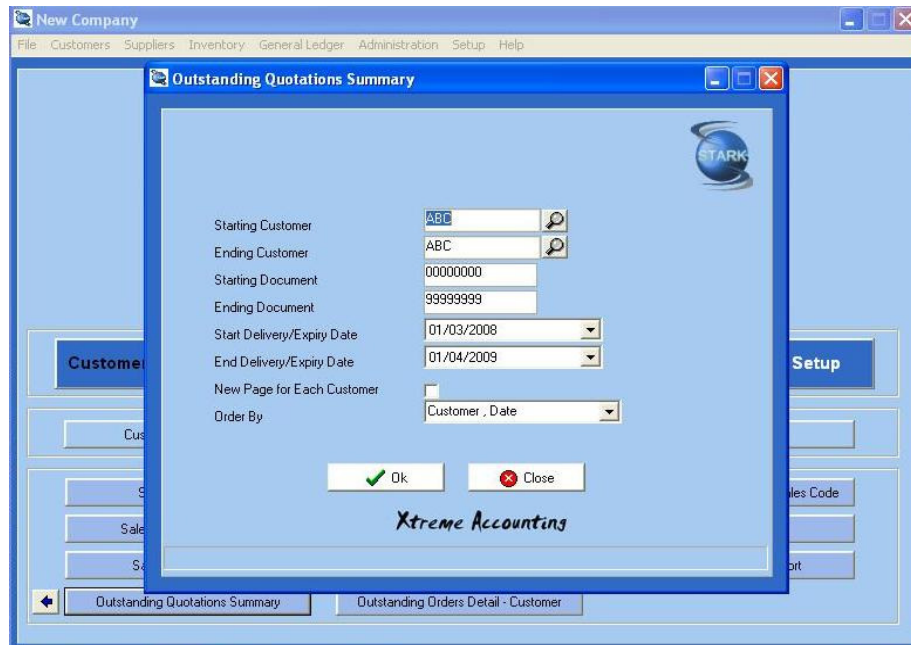 New Company
File Customers Suppliers Inventory General Ledger Administration Setup Help
Outstanding Quotations Summary
STARK
Starting Customer ABC
Ending Customer ABC
Starting Document 00000000
Ending Document 99999999
Start Delivery/Expiry Date 01/03/2008
End Delivery/Expiry Date 01/04/2009
New Page for Each Customer
Order By Customer , Date
Ok Close
Xtreme Accounting
Setup
Outstanding Quotations Summary Outstanding Orders Detail - Customer